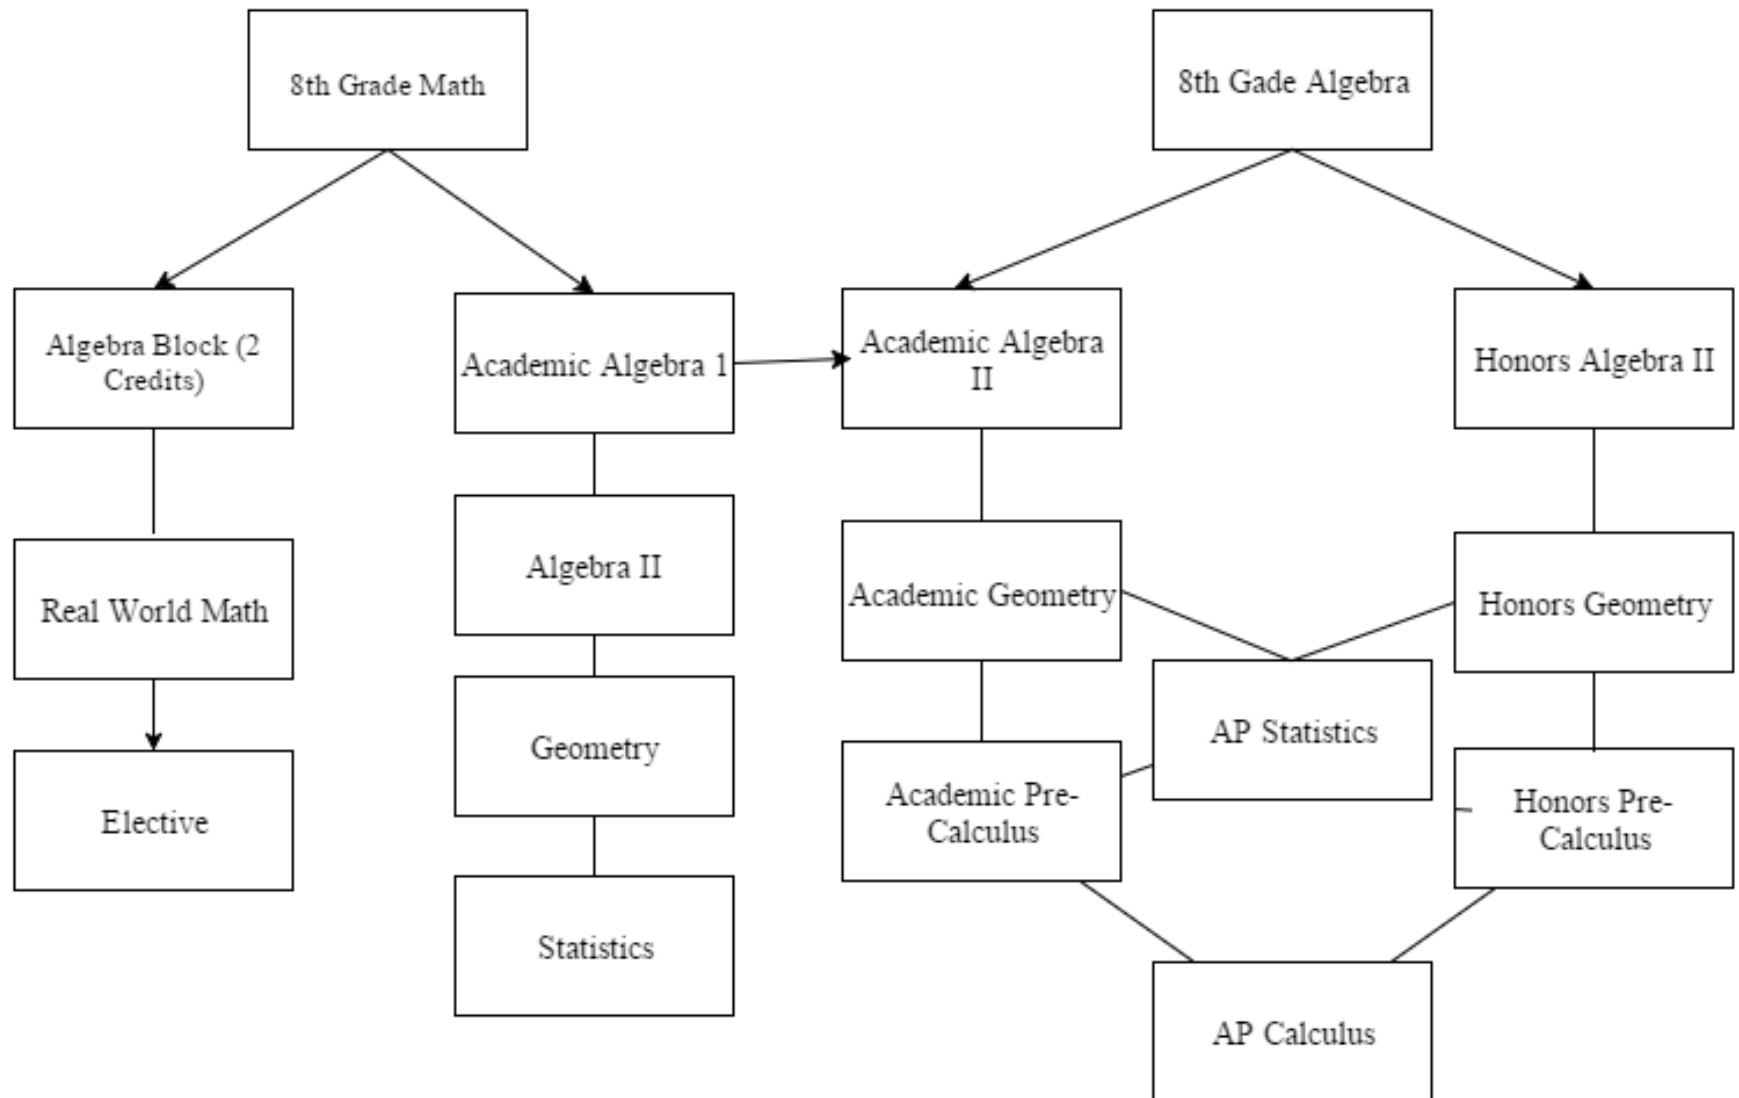 8th Grade Math
8th Gade Algebra
Algebra Block (2
Credits)
Academic Algebra 1
Academic Algebra
II
Honors Algebra II
Real World Math
Algebra II
Academic Geometry
Honors Geometry
Elective
Geometry
Academic Pre-
Calculus
AP Statistics
Honors Pre-
Calculus
Statistics
AP Calculus